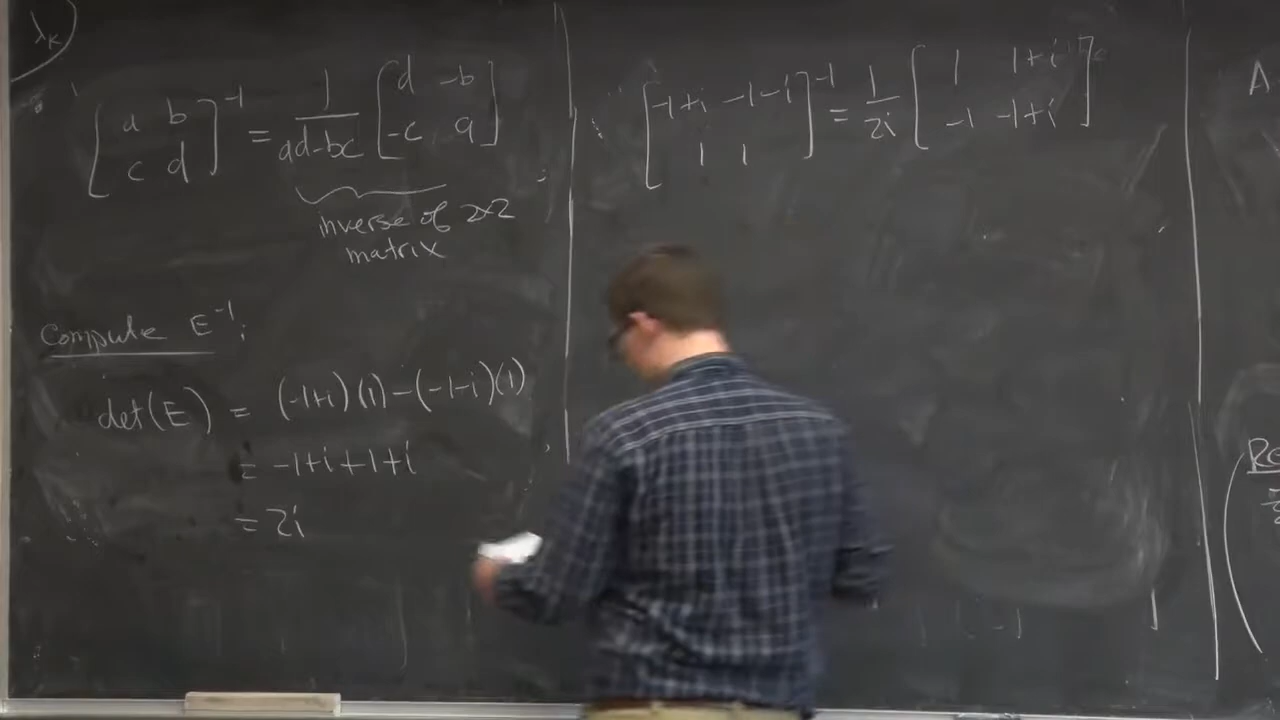 λ_K
[a b; c d]^-1 = 1/(ad-bc) [d -b; -c a]
inverse of 2x2
matrix
Compute E^-1:
det(E) = (-1+i)(1)-(-1-i)(1)
= -1+i+1+i
= 2i
[-1+i -1-i; 1 1]^-1 = 1/2i [1 1+i; -1 -1+i]
A